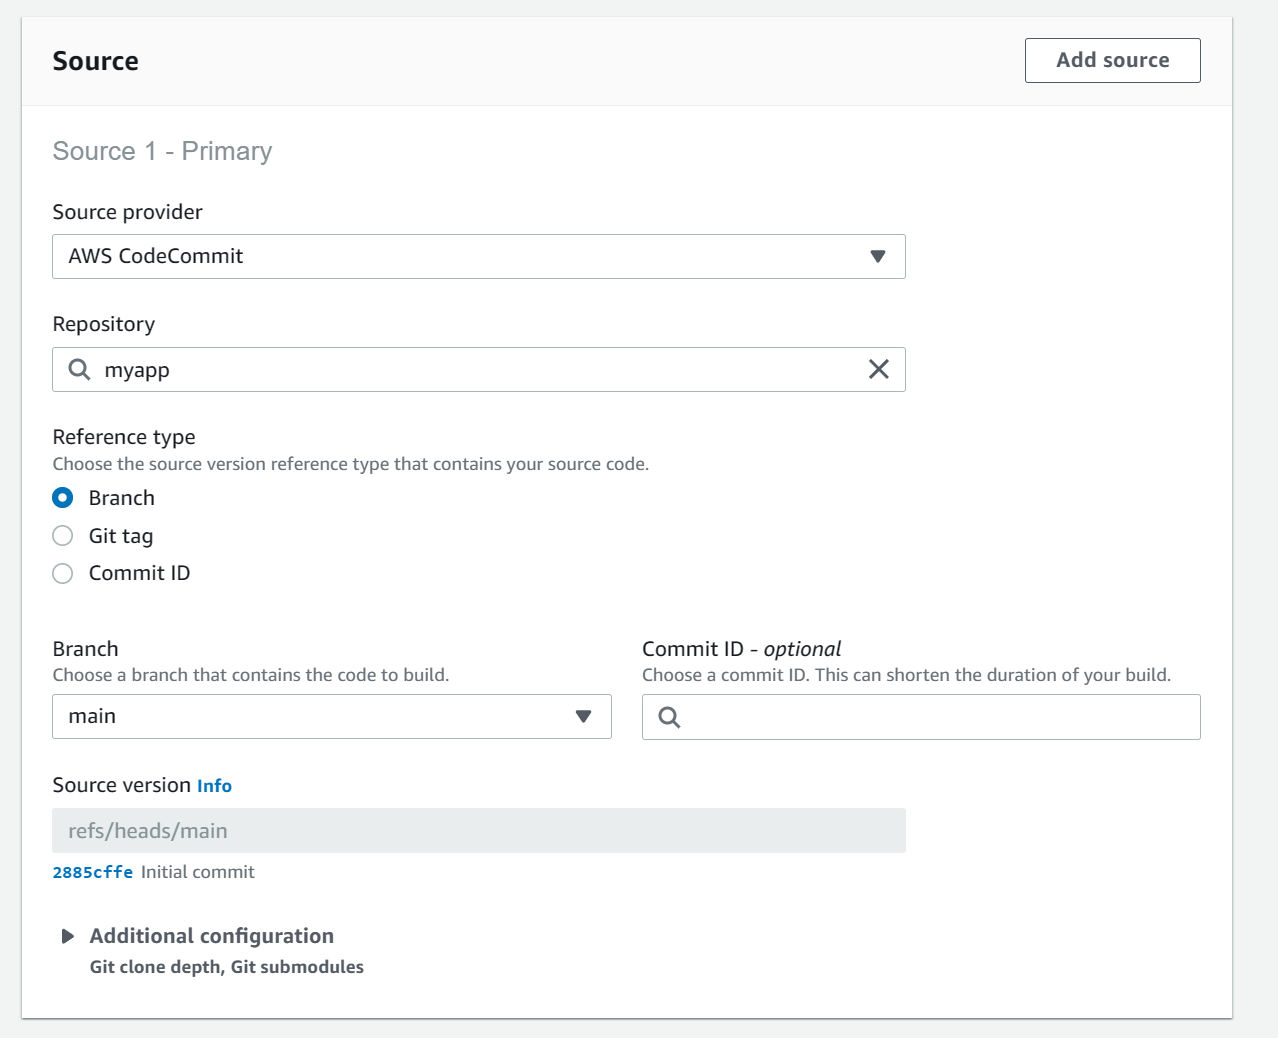 Source
Add source
Source 1 - Primary
Source provider
AWS CodeCommit
Repository
myapp
Reference type
Choose the source version reference type that contains your source code.
Branch
Git tag
Commit ID
Branch
Choose a branch that contains the code to build.
main
Commit ID - optional
Choose a commit ID. This can shorten the duration of your build.
Source version Info
refs/heads/main
2885cffe Initial commit
Additional configuration
Git clone depth, Git submodules